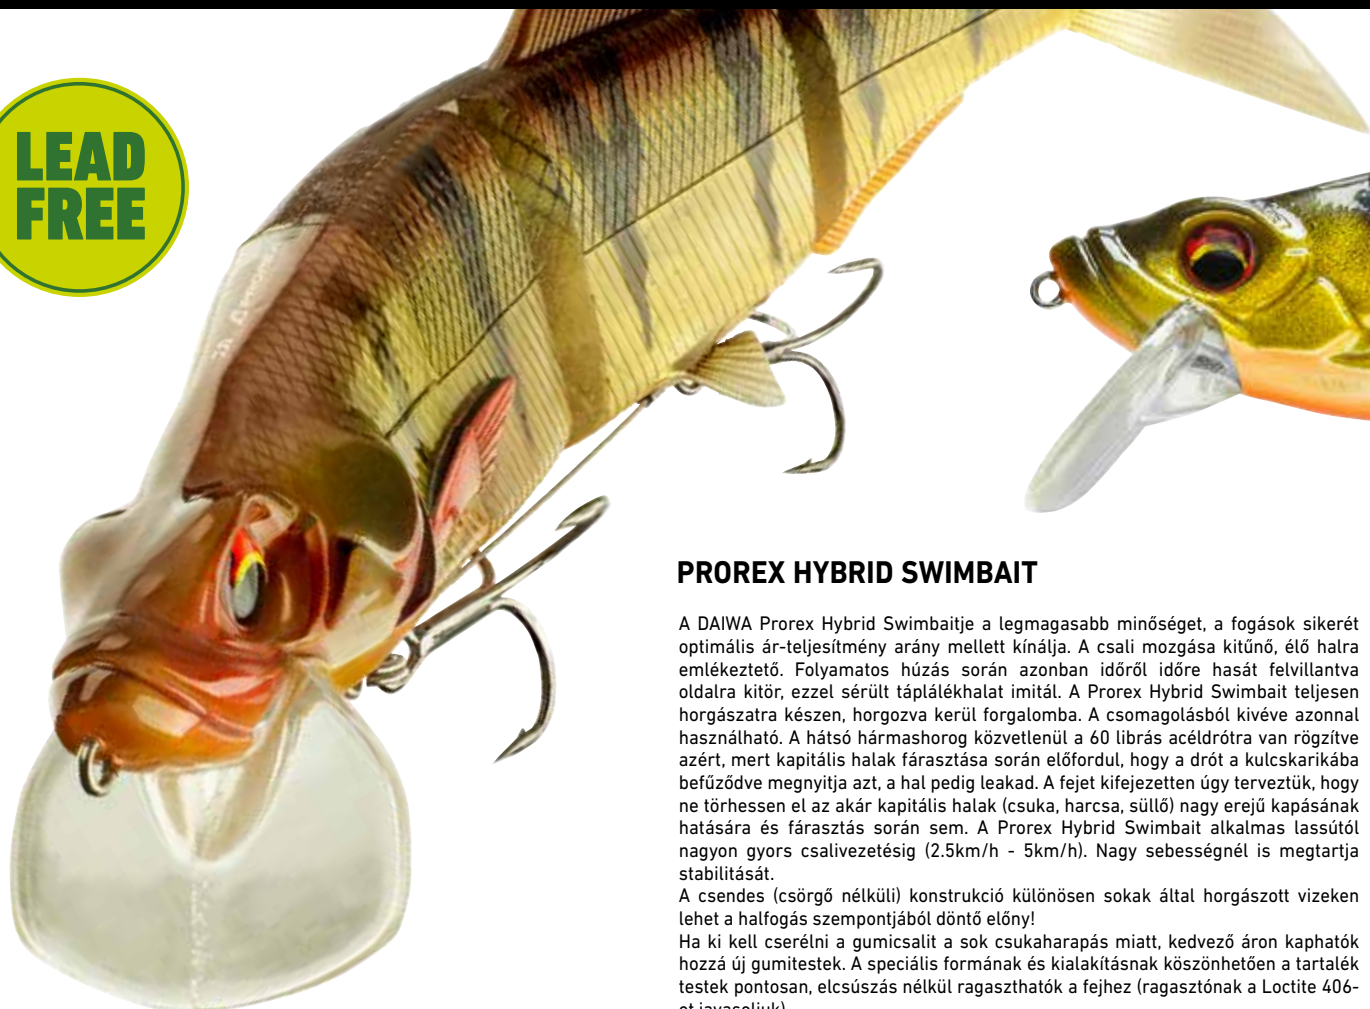 LEAD
FREE
PROREX HYBRID SWIMBAIT
A DAIWA Prorex Hybrid Swimbaitje a legmagasabb minőséget, a fogások sikerét
optimális ár-teljesítmény arány mellett kínálja. A csali mozgása kitűnő, élő halra
emlékeztető. Folyamatos húzás során azonban időről időre hasát felvillantva
oldalra kitör, ezzel sérült táplálékhalat imitál. A Prorex Hybrid Swimbait teljesen
horgászatra készen, horgozva kerül forgalomba. A csomagolásból kivéve azonnal
használható. A hátsó hármashorog közvetlenül a 60 librás acéldrótra van rögzítve
azért, mert kapitális halak fárasztása során előfordul, hogy a drót a kulcskarikába
befűződve megnyitja azt, a hal pedig leakad. A fejet kifejezetten úgy terveztük, hogy
ne törhessen el az akár kapitális halak (csuka, harcsa, süllő) nagy erejű kapásának
hatására és fárasztás során sem. A Prorex Hybrid Swimbait alkalmas lassútól
nagyon gyors csalivezetésig (2.5km/h - 5km/h). Nagy sebességnél is megtartja
stabilitását.
A csendes (csörgő nélküli) konstrukció különösen sokak által horgászott vizeken
lehet a halfogás szempontjából döntő előny!
Ha ki kell cserélni a gumicsalit a sok csukaharapás miatt, kedvező áron kaphatók
hozzá új gumitestek. A speciális formának és kialakításnak köszönhetően a tartalék
testek pontosan, elcsúszás nélkül ragaszthatók a fejhez (ragasztónak a Loctite 406-
et javasoljuk)